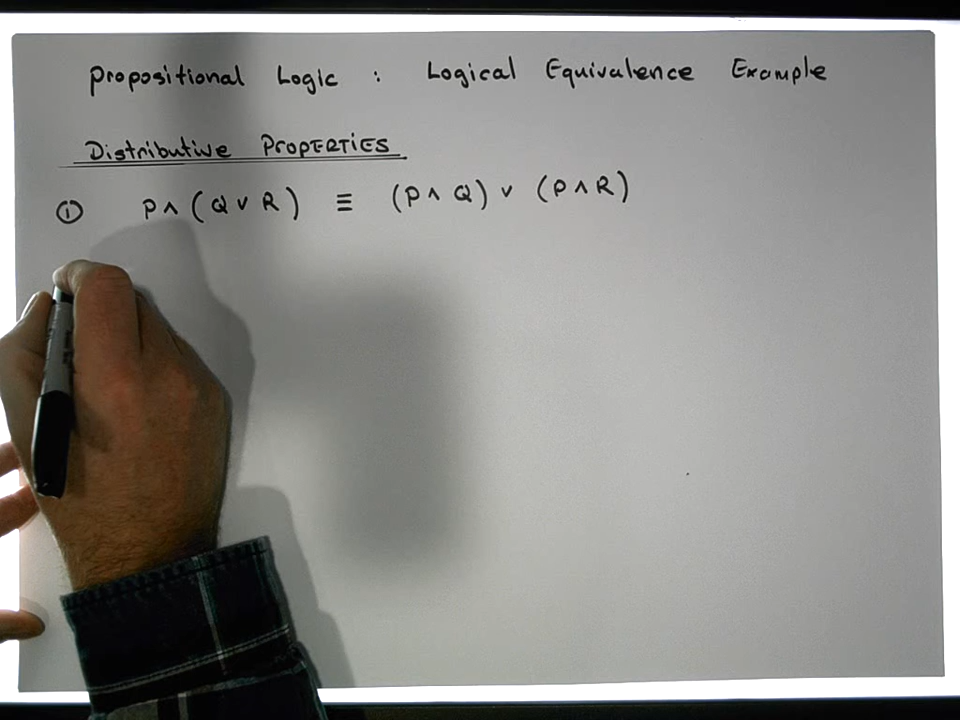 Propositional Logic : Logical Equivalence Example
Distributive Properties
① P ∧ (Q ∨ R) ≡ (P ∧ Q) ∨ (P ∧ R)